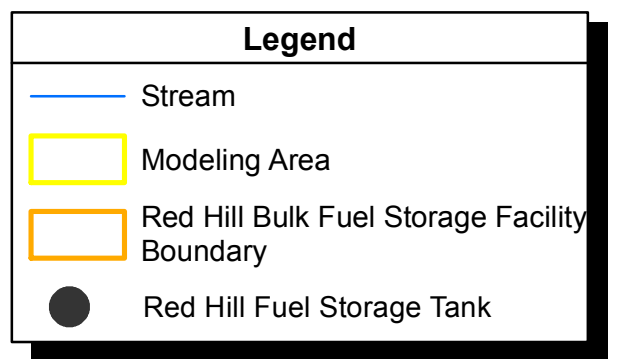 Legend
Stream
Modeling Area
Red Hill Bulk Fuel Storage Facility
Boundary
Red Hill Fuel Storage Tank